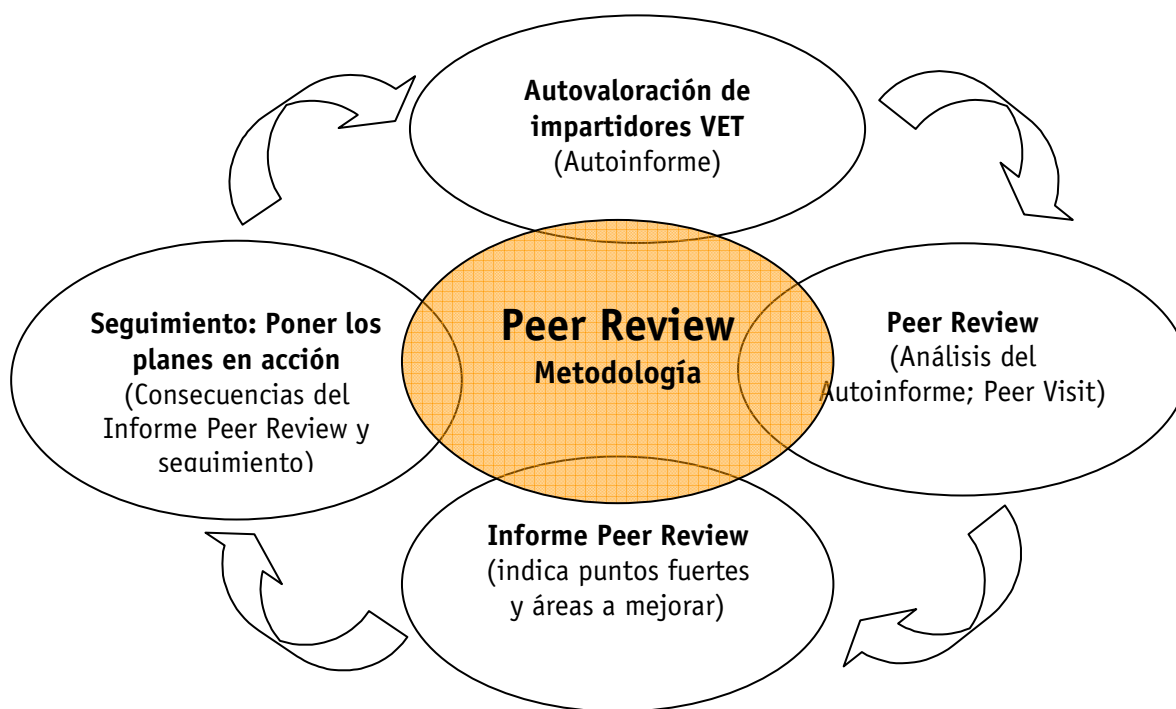 Autovaloración de
impartidores VET
(Autoinforme)
Peer Review
Metodología
Seguimiento: Poner los
planes en acción
(Consecuencias del
Informe Peer Review y
seguimiento)
Peer Review
(Análisis del
Autoinforme; Peer Visit)
Informe Peer Review
(indica puntos fuertes
y áreas a mejorar)